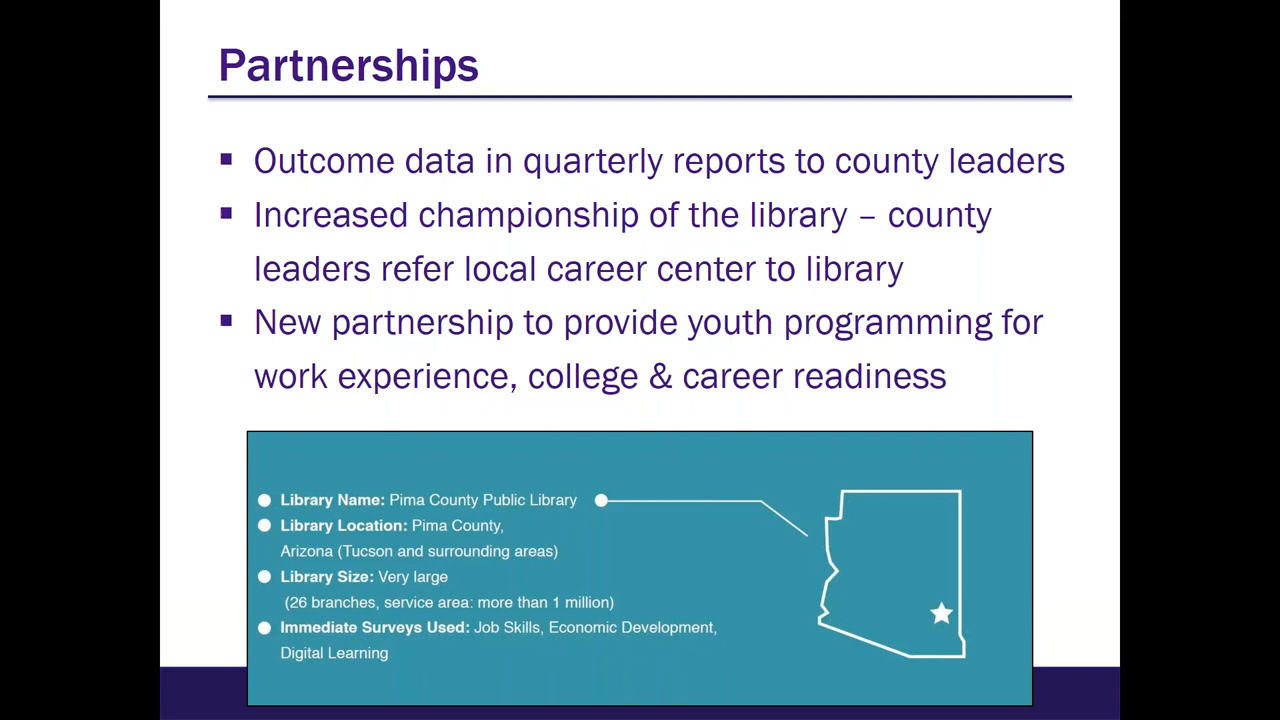 Partnerships
▪ Outcome data in quarterly reports to county leaders
▪ Increased championship of the library – county
leaders refer local career center to library
▪ New partnership to provide youth programming for
work experience, college & career readiness
Library Name: Pima County Public Library
Library Location: Pima County,
Arizona (Tucson and surrounding areas)
Library Size: Very large
(26 branches, service area: more than 1 million)
Immediate Surveys Used: Job Skills, Economic Development,
Digital Learning